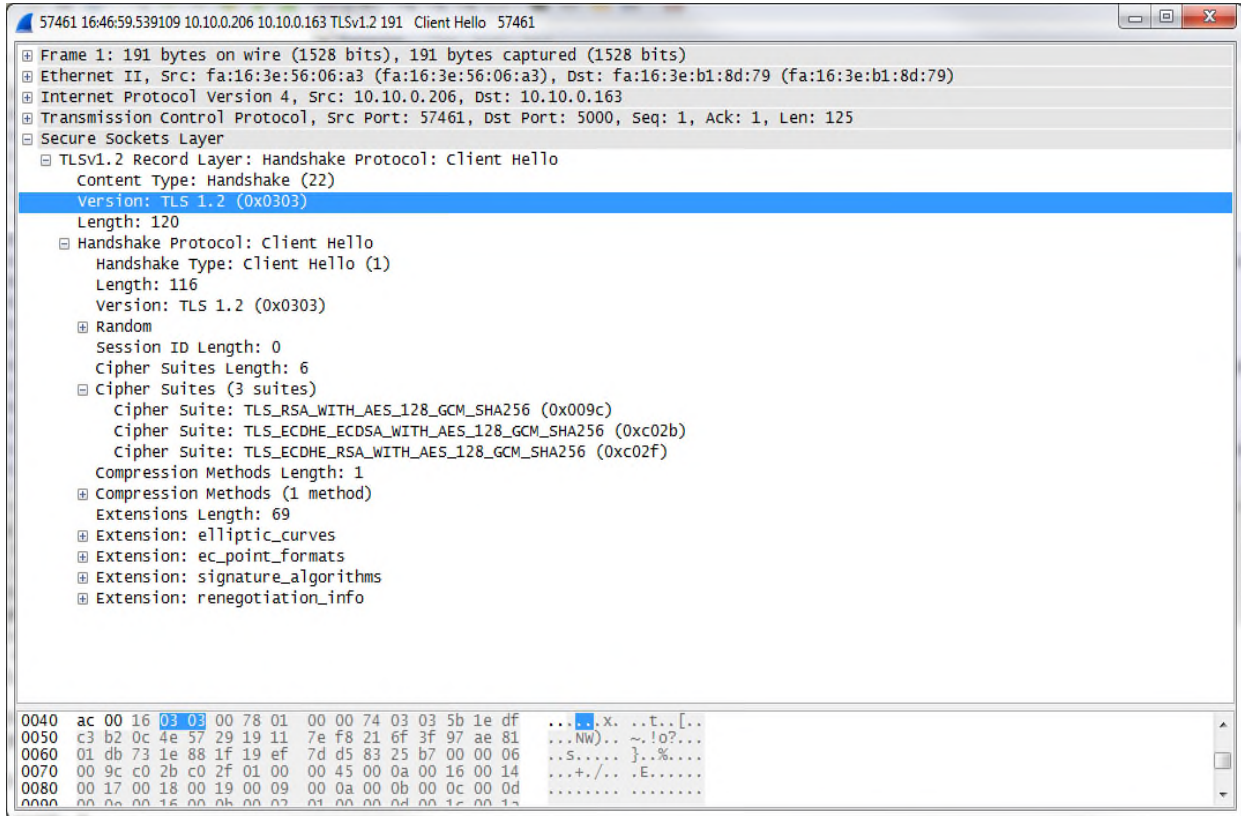 57461 16:46:59.539109 10.10.0.206 10.10.0.163 TLSv1.2 191 Client Hello 57461
Frame 1: 191 bytes on wire (1528 bits), 191 bytes captured (1528 bits)
Ethernet II, Src: fa:16:3e:56:06:a3 (fa:16:3e:56:06:a3), Dst: fa:16:3e:b1:8d:79 (fa:16:3e:b1:8d:79)
Internet Protocol Version 4, Src: 10.10.0.206, Dst: 10.10.0.163
Transmission Control Protocol, Src Port: 57461, Dst Port: 5000, Seq: 1, Ack: 1, Len: 125
Secure Sockets Layer
TLSv1.2 Record Layer: Handshake Protocol: Client Hello
Content Type: Handshake (22)
Version: TLS 1.2 (0x0303)
Length: 120
Handshake Protocol: Client Hello
Handshake Type: Client Hello (1)
Length: 116
Version: TLS 1.2 (0x0303)
Random
Session ID Length: 0
Cipher Suites Length: 6
Cipher Suites (3 suites)
Cipher Suite: TLS_RSA_WITH_AES_128_GCM_SHA256 (0x009c)
Cipher Suite: TLS_ECDHE_ECDSA_WITH_AES_128_GCM_SHA256 (0xc02b)
Cipher Suite: TLS_ECDHE_RSA_WITH_AES_128_GCM_SHA256 (0xc02f)
Compression Methods Length: 1
Compression Methods (1 method)
Extensions Length: 69
Extension: elliptic_curves
Extension: ec_point_formats
Extension: signature_algorithms
Extension: renegotiation_info
0040 ac 00 16 03 03 00 78 01 00 00 74 03 03 5b 1e df ......x. ..t..[..
0050 c3 b2 0c 4e 57 29 19 11 7e f8 21 6f 3f 97 ae 81 ...NW).. ~.!o?...
0060 01 db 73 1e 88 1f 19 ef 7d d5 83 25 b7 00 00 06 ..s..... }..%....
0070 00 9c c0 2b c0 2f 01 00 00 45 00 0a 00 16 00 14 ...+./.. .E......
0080 00 17 00 18 00 19 00 09 00 0a 00 0b 00 0c 00 0d ........ ........